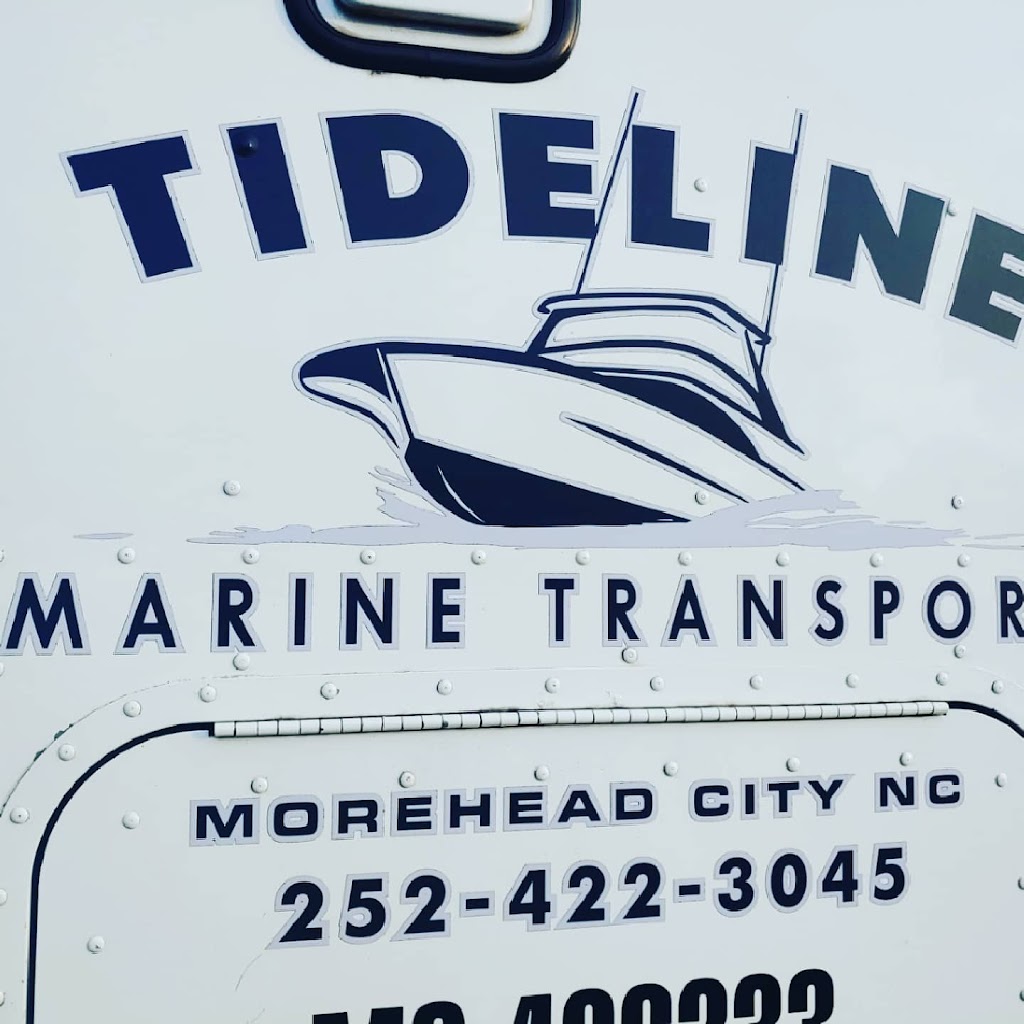 TIDELINE
MARINE TRANSPOR
MOREHEAD CITY NC
252-422-3045